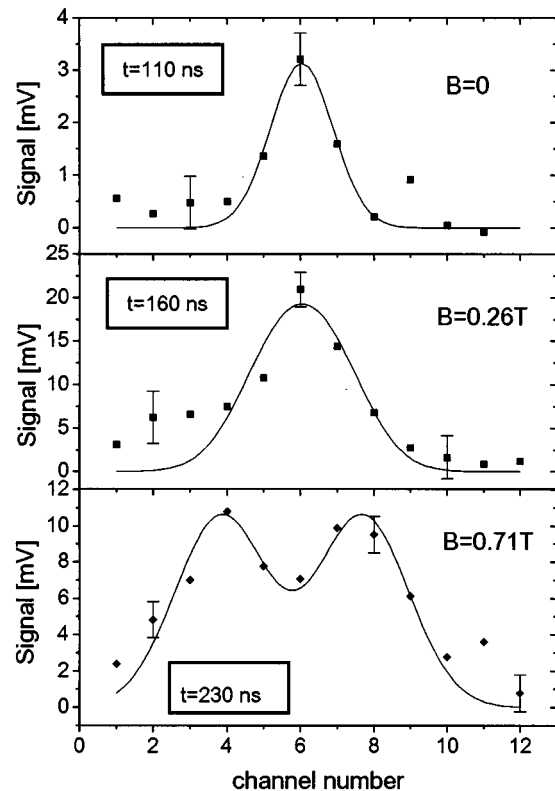 4
t=110 ns
B=0
3
2
1
0
Signal [mV]
25
t=160 ns
B=0.26T
20
15
10
5
0
Signal [mV]
12
B=0.71T
10
8
6
4
2
0
Signal [mV]
t=230 ns
0 2 4 6 8 10 12
channel number